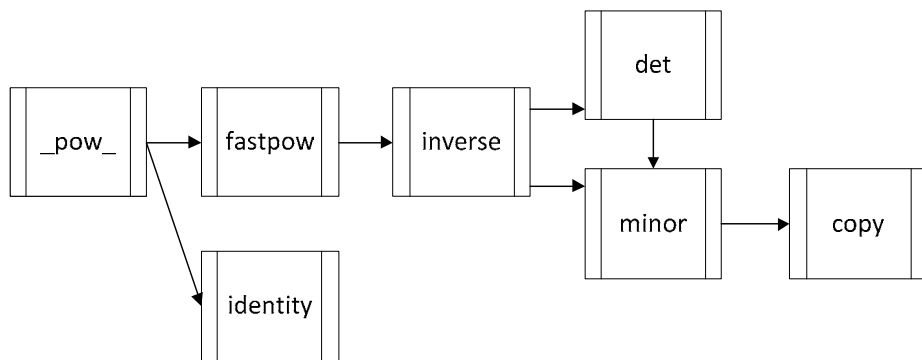 det
_pow_
fastpow
inverse
minor
copy
identity